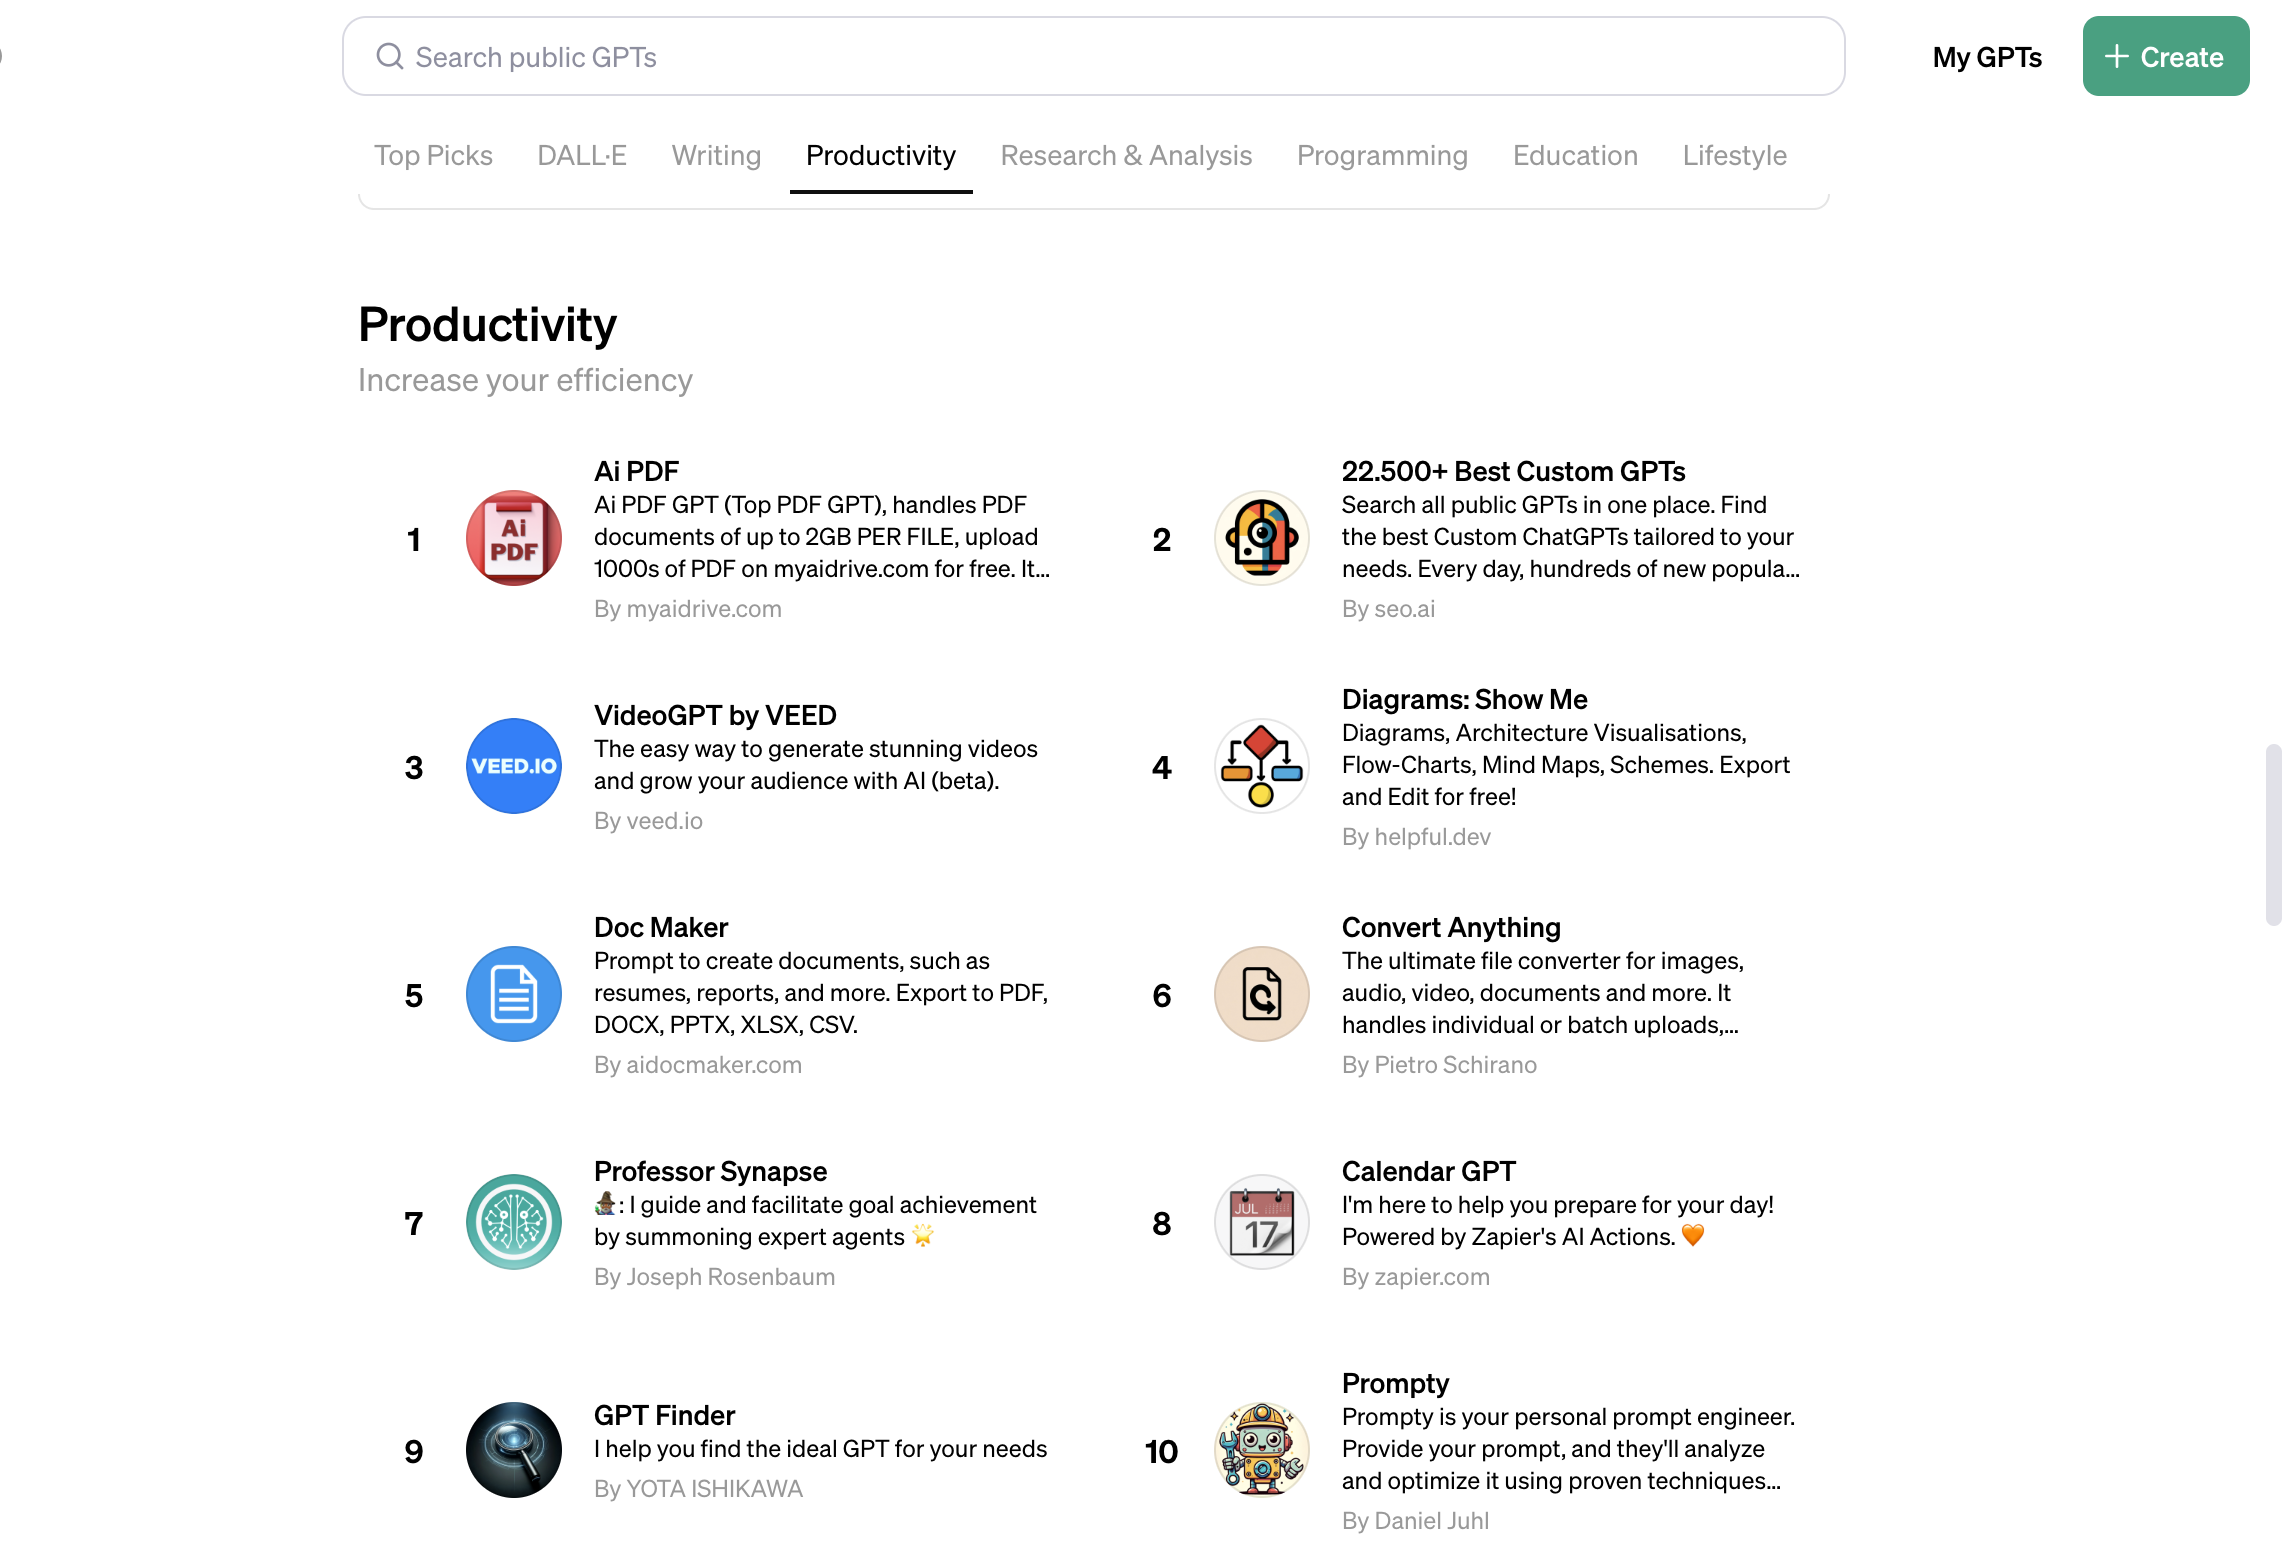 Search public GPTs
My GPTs
Create
Top Picks
DALL·E
Writing
Productivity
Research & Analysis
Programming
Education
Lifestyle
Productivity
Increase your efficiency
1
Ai
PDF
Ai PDF
Ai PDF GPT (Top PDF GPT), handles PDF
documents of up to 2GB PER FILE, upload
1000s of PDF on myaidrive.com for free. It...
By myaidrive.com
2
22.500+ Best Custom GPTs
Search all public GPTs in one place. Find
the best Custom ChatGPTs tailored to your
needs. Every day, hundreds of new popula...
By seo.ai
3
VEED.IO
VideoGPT by VEED
The easy way to generate stunning videos
and grow your audience with AI (beta).
By veed.io
4
Diagrams: Show Me
Diagrams, Architecture Visualisations,
Flow-Charts, Mind Maps, Schemes. Export
and Edit for free!
By helpful.dev
5
Doc Maker
Prompt to create documents, such as
resumes, reports, and more. Export to PDF,
DOCX, PPTX, XLSX, CSV.
By aidocmaker.com
6
Convert Anything
The ultimate file converter for images,
audio, video, documents and more. It
handles individual or batch uploads,...
By Pietro Schirano
7
Professor Synapse
🧙🏾‍♂️: I guide and facilitate goal achievement
by summoning expert agents 🌟
By Joseph Rosenbaum
8
JUL
17
Calendar GPT
I'm here to help you prepare for your day!
Powered by Zapier's AI Actions. 🧡
By zapier.com
9
GPT Finder
I help you find the ideal GPT for your needs
By YOTA ISHIKAWA
10
Prompty
Prompty is your personal prompt engineer.
Provide your prompt, and they'll analyze
and optimize it using proven techniques...
By Daniel Juhl